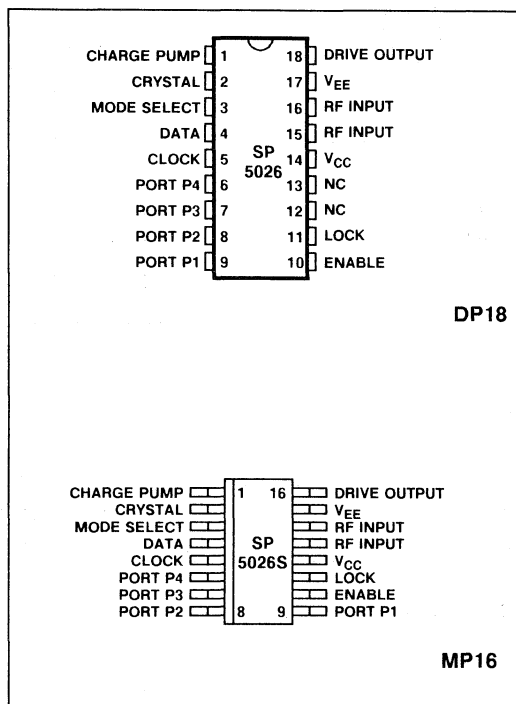 CHARGE PUMP 1 18 DRIVE OUTPUT
CRYSTAL 2 17 VEE
MODE SELECT 3 16 RF INPUT
DATA 4 15 RF INPUT
CLOCK 5 SP 5026 14 VCC
PORT P4 6 13 NC
PORT P3 7 12 NC
PORT P2 8 11 LOCK
PORT P1 9 10 ENABLE
DP18
CHARGE PUMP 1 16 DRIVE OUTPUT
CRYSTAL VEE
MODE SELECT RF INPUT
DATA SP RF INPUT
CLOCK 5026S VCC
PORT P4 LOCK
PORT P3 ENABLE
PORT P2 8 9 PORT P1
MP16